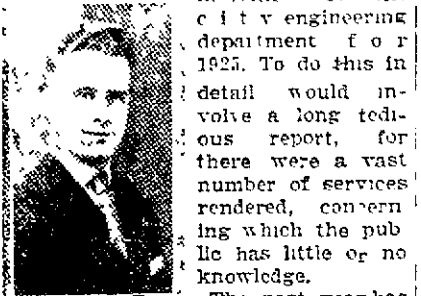 c i t y engineering
department f o r
1925. To do this in
detail would in-
volve a long tedi-
ous report, for
there were a vast
number of services
rendered, concern
ing which the pub
lic has little or no
knowledge.
The past year has